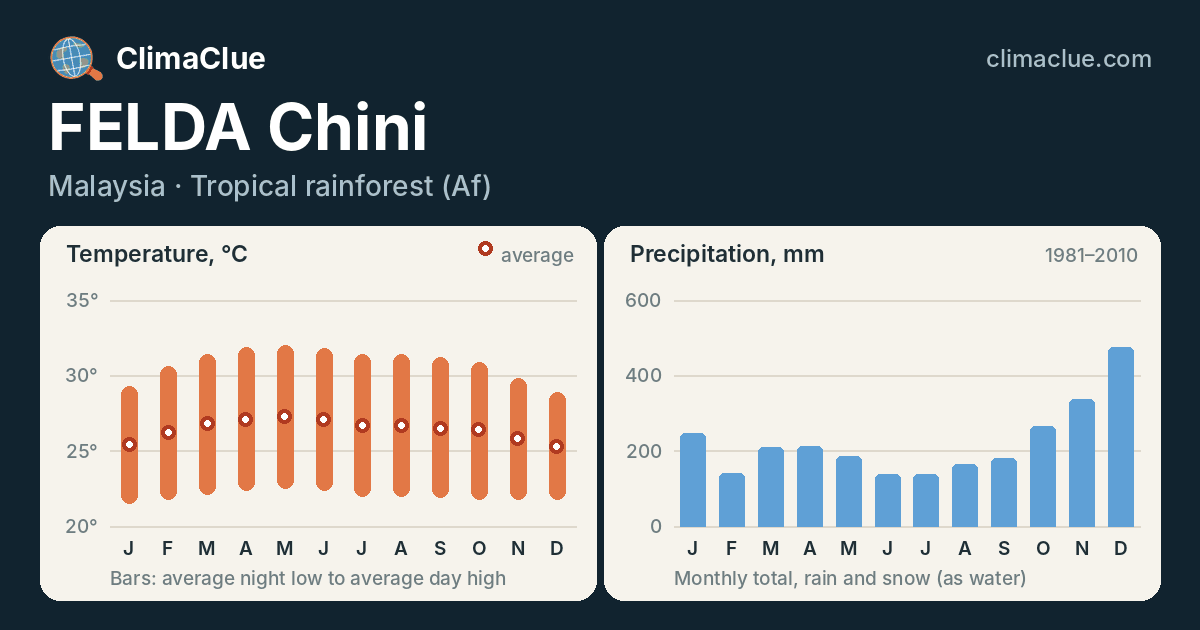 ClimaClue
climaclue.com
FELDA Chini
Malaysia · Tropical rainforest (Af)
Temperature, °C
average
35°
30°
25°
20°
J F M A M J J A S O N D
Bars: average night low to average day high
Precipitation, mm
1981–2010
600
400
200
0
J F M A M J J A S O N D
Monthly total, rain and snow (as water)